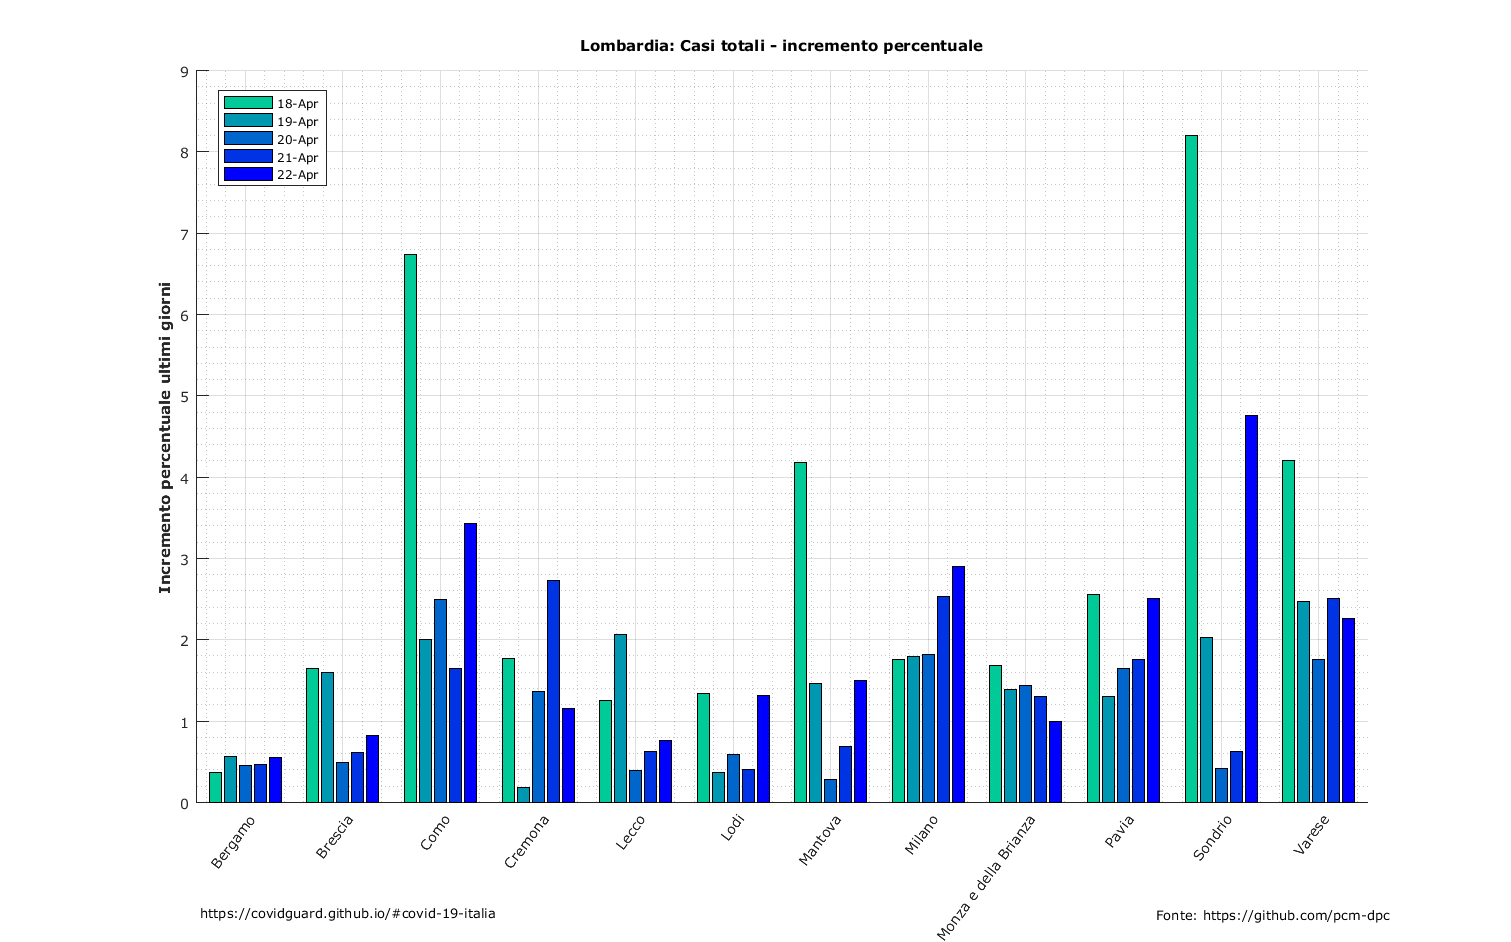 Lombardia: Casi totali - incremento percentuale
18-Apr
19-Apr
20-Apr
21-Apr
22-Apr
Incremento percentuale ultimi giorni
9
8
7
6
5
4
3
2
1
0
Bergamo
Brescia
Como
Cremona
Lecco
Lodi
Mantova
Milano
Monza e della Brianza
Pavia
Sondrio
Varese
https://covidguard.github.io/#covid-19-italia
Fonte: https://github.com/pcm-dpc